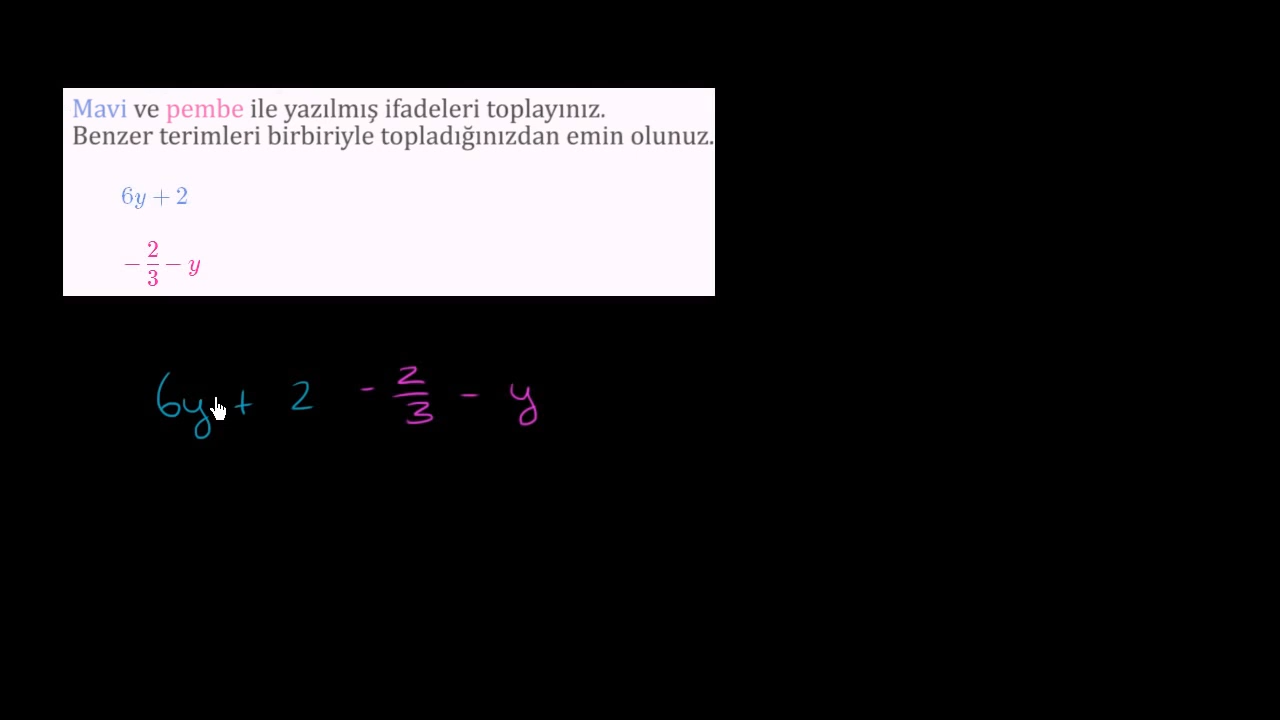 Mavi ve pembe ile yazılmış ifadeleri toplayınız.
Benzer terimleri birbiriyle topladığınızdan emin olunuz.
6y + 2
-2/3 - y
6y + 2 - 2/3 - y